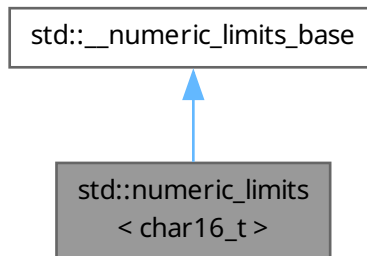 std::__numeric_limits_base
std::numeric_limits
< char16_t >